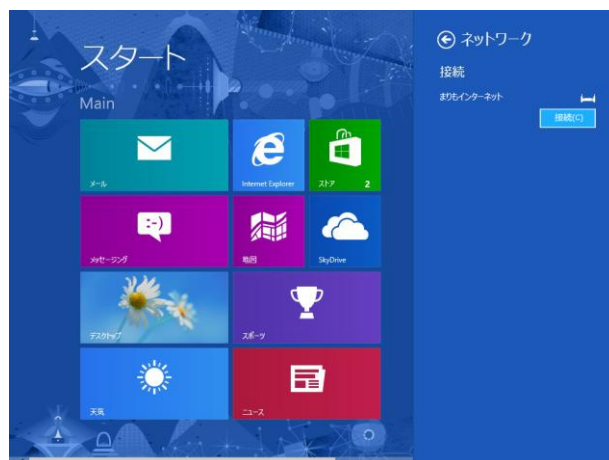 スタート
Main
メール
Internet Explorer
ストア
2
メッセージング
地図
SkyDrive
デスクトップ
スポーツ
天気
ニュース
ネットワーク
接続
まりもインターネット
接続(C)